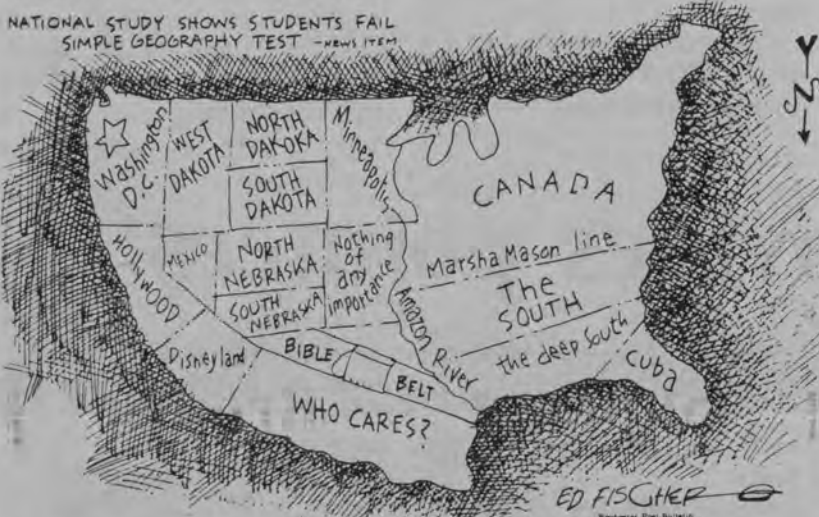 NATIONAL STUDY SHOWS STUDENTS FAIL
SIMPLE GEOGRAPHY TEST - NEWS ITEM
N
Washington
D.C.
WEST
DAKOTA
NORTH
DAKOKA
SOUTH
DAKOTA
Minneapolis
CANADA
HOLLYWOOD
MEXICO
NORTH
NEBRASKA
SOUTH
NEBRASKA
Nothing
of
any
importance
Marsha Mason line
Amazon River
The
SOUTH
the deep South
Cuba
Disneyland
BIBLE
BELT
WHO CARES?
ED FISCHER